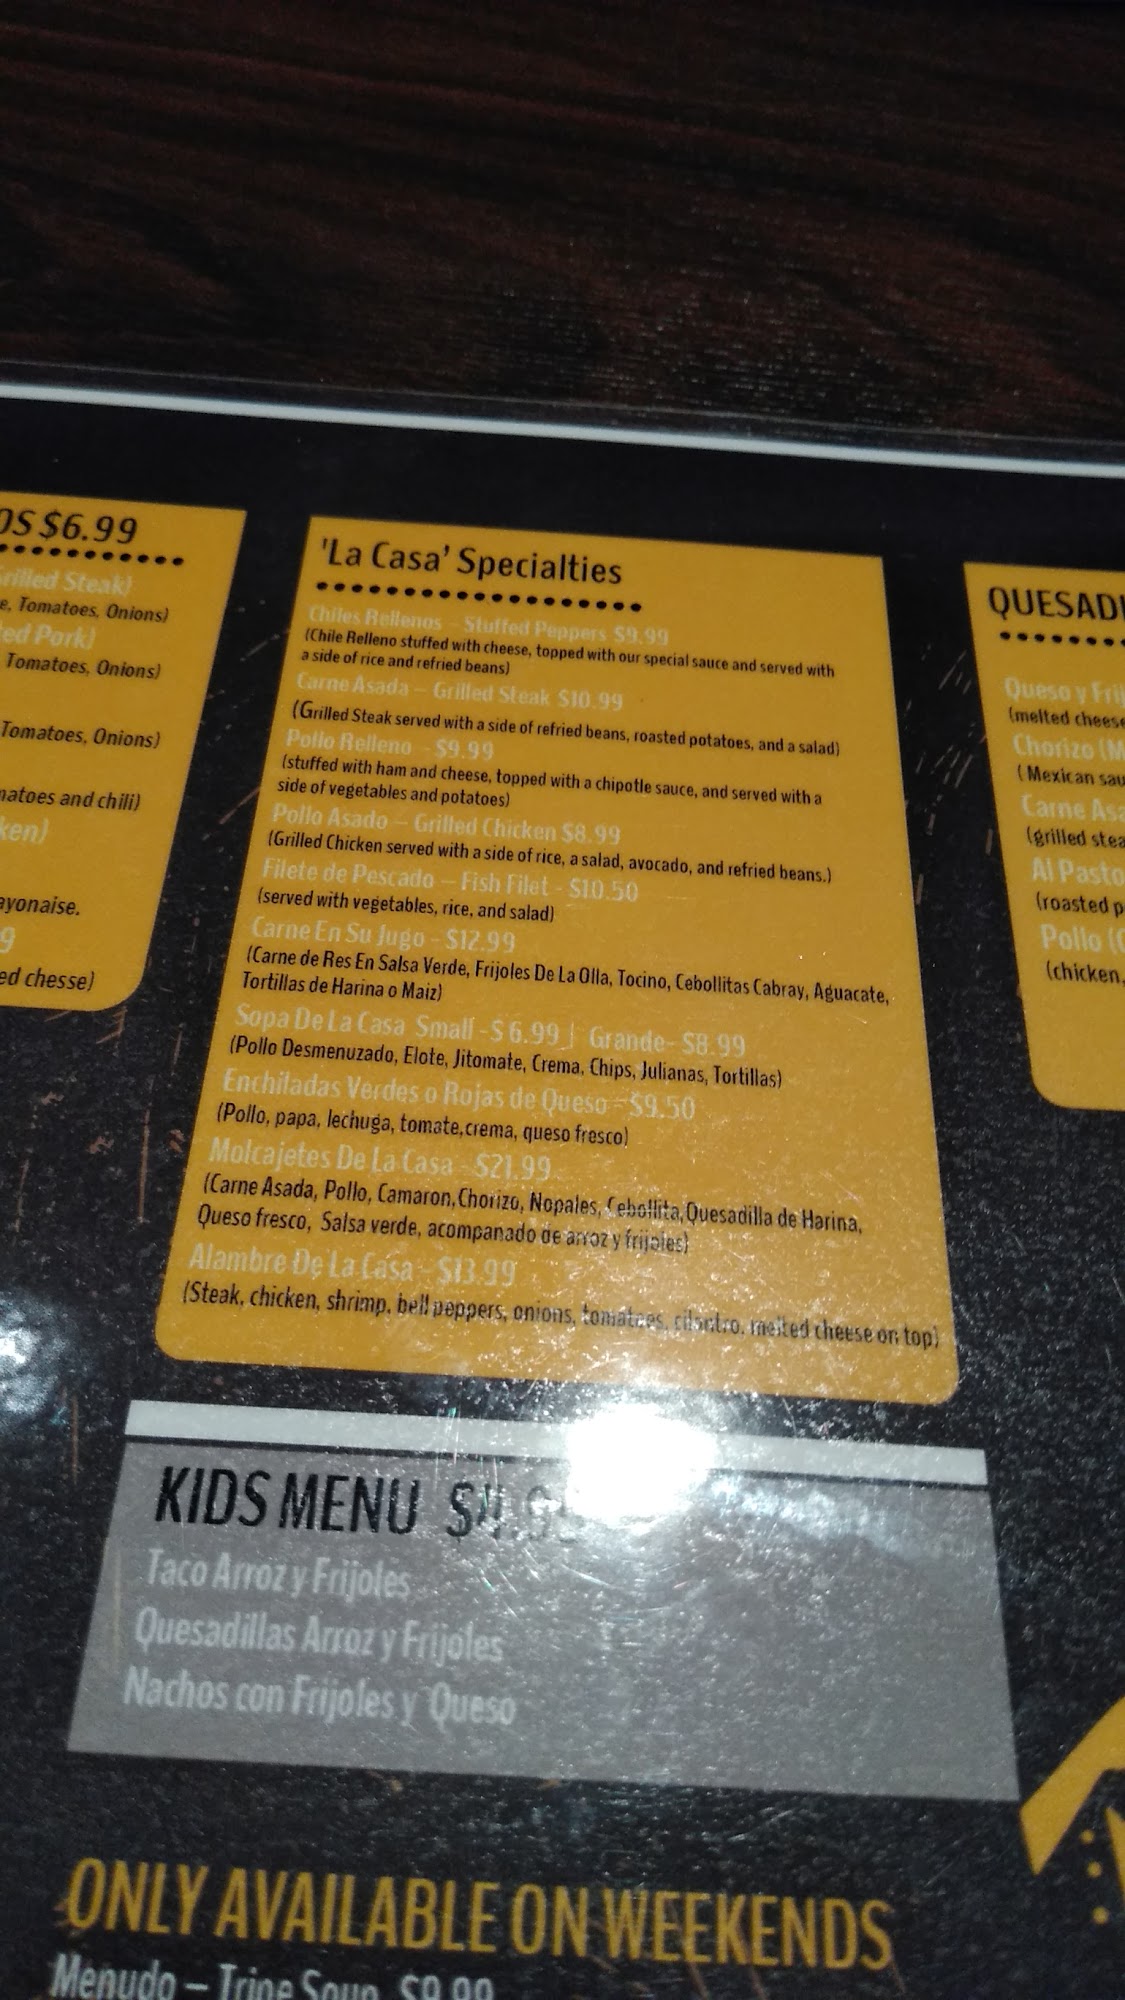 OS $6.99
Grilled Steak)
e, Tomatoes, Onions)
ted Pork)
Tomatoes, Onions)
Tomatoes, Onions)
matoes and chili)
ken)
ayonaise.
9
ed chesse)
'La Casa' Specialties
Chiles Rellenos - Stuffed Peppers $9.99
(Chile Relleno stuffed with cheese, topped with our special sauce and served with
a side of rice and refried beans)
Carne Asada – Grilled Steak $10.99
(Grilled Steak served with a side of refried beans, roasted potatoes, and a salad)
Pollo Relleno - $9.99
(stuffed with ham and cheese, topped with a chipotle sauce, and served with a
side of vegetables and potatoes)
Pollo Asado – Grilled Chicken $8.99
(Grilled Chicken served with a side of rice, a salad, avocado, and refried beans.)
Filete de Pescado – Fish Filet - $10.50
(served with vegetables, rice, and salad)
Carne En Su Jugo - $12.99
(Carne de Res En Salsa Verde, Frijoles De La Olla, Tocino, Cebollitas Cabray, Aguacate,
Tortillas de Harina o Maiz)
Sopa De La Casa Small -$ 6.99 | Grande- $8.99
(Pollo Desmenuzado, Elote, Jitomate, Crema, Chips, Julianas, Tortillas)
Enchiladas Verdes o Rojas de Queso - $9.50
(Pollo, papa, lechuga, tomate,crema, queso fresco)
Molcajetes De La Casa - $21.99
(Carne Asada, Pollo, Camaron,Chorizo, Nopales, Cebollita,Quesadilla de Harina,
Queso fresco, Salsa verde, acompanado de arroz y frijoles)
Alambre De La Casa - $13.99
(Steak, chicken, shrimp, bell peppers, onions, tomatoes, cilantro, melted cheese on top)
QUESADI
Queso y Frij
(melted cheese
Chorizo (M
( Mexican sau
Carne Asa
(grilled stea
Al Pasto
(roasted p
Pollo (C
(chicken,
KIDS MENU $4.99
Taco Arroz y Frijoles
Quesadillas Arroz y Frijoles
Nachos con Frijoles y Queso
ONLY AVAILABLE ON WEEKENDS
Menudo – Tripe Soup $9.99